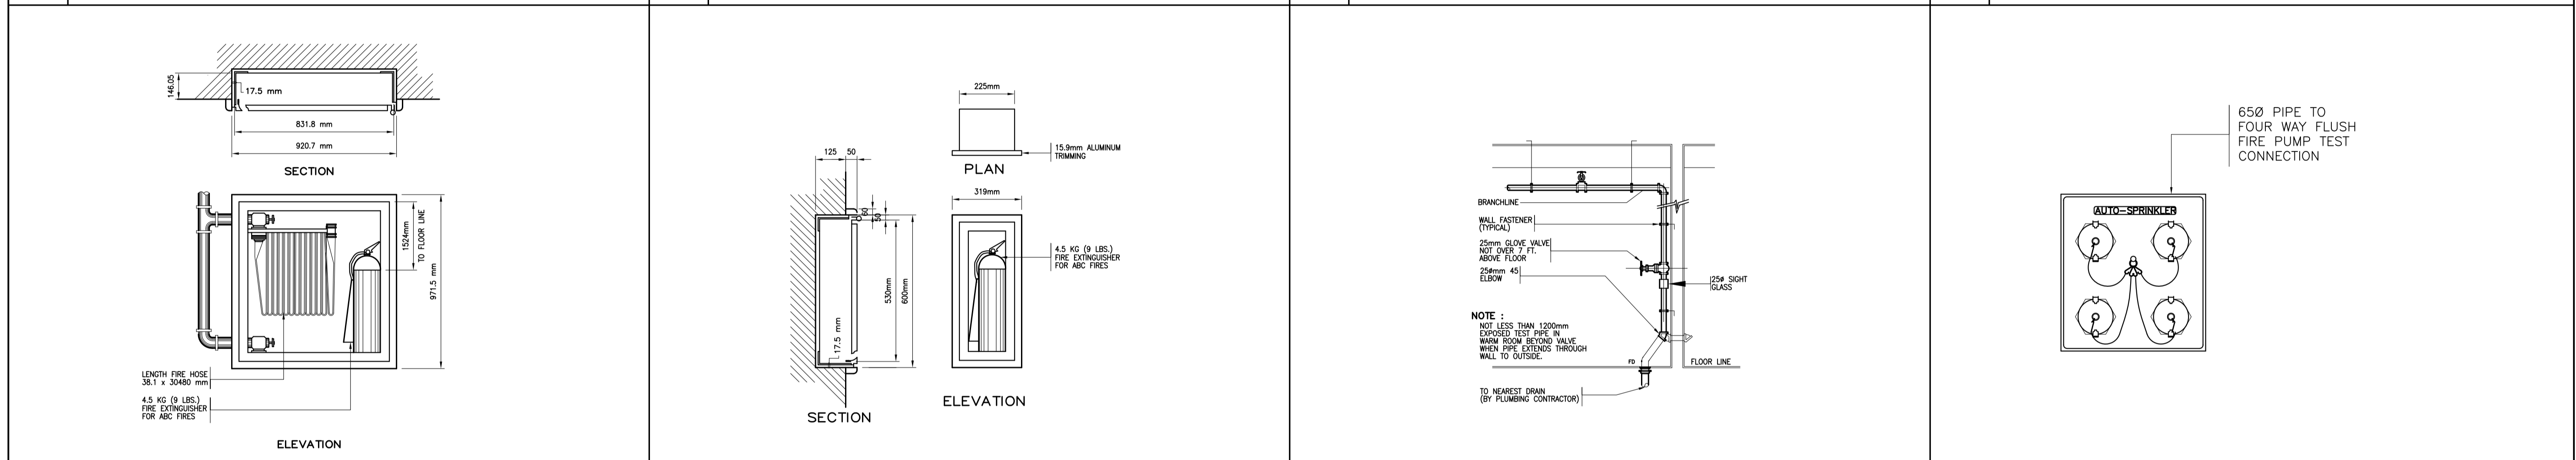 146.05
17.5 mm
831.8 mm
920.7 mm
SECTION
1524mm
TO FLOOR LINE
971.5 mm
LENGTH FIRE HOSE
38.1 x 30480 mm
4.5 KG (9 LBS.)
FIRE EXTINGUISHER
FOR ABC FIRES
ELEVATION
225mm
15.9mm ALUMINUM
TRIMMING
PLAN
125
50
60
50
530mm
600mm
17.5 mm
SECTION
319mm
4.5 KG (9 LBS.)
FIRE EXTINGUISHER
FOR ABC FIRES
ELEVATION
BRANCHLINE
WALL FASTENER
(TYPICAL)
25mm GLOVE VALVE
NOT OVER 7 FT.
ABOVE FLOOR
25ømm 45
ELBOW
25ø SIGHT
GLASS
NOTE :
NOT LESS THAN 1200mm
EXPOSED TEST PIPE IN
WARM ROOM BEYOND VALVE
WHEN PIPE EXTENDS THROUGH
WALL TO OUTSIDE.
FD
FLOOR LINE
TO NEAREST DRAIN
(BY PLUMBING CONTRACTOR)
65Ø PIPE TO
FOUR WAY FLUSH
FIRE PUMP TEST
CONNECTION
AUTO-SPRINKLER